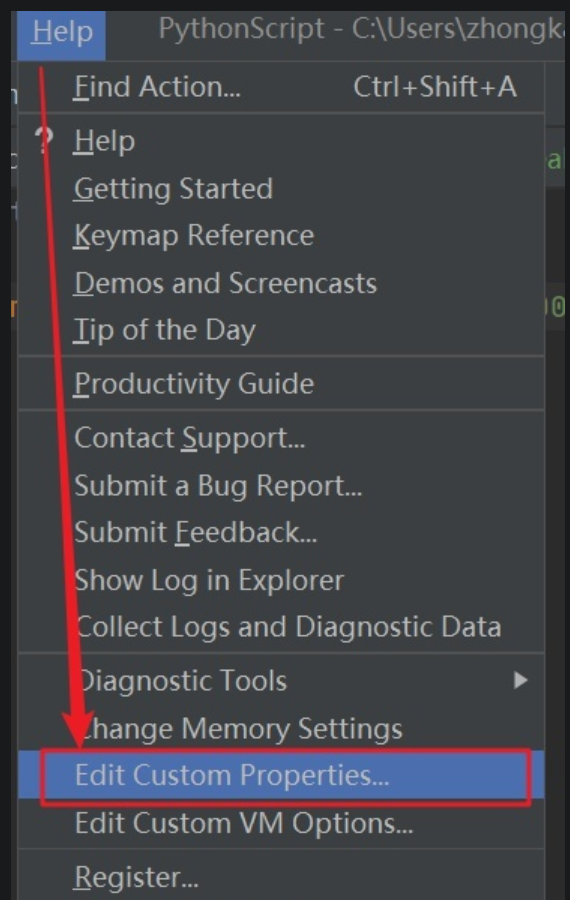 Help PythonScript - C:\Users\zhongka
Find Action... Ctrl+Shift+A
? Help
Getting Started
Keymap Reference
Demos and Screencasts
Tip of the Day
Productivity Guide
Contact Support...
Submit a Bug Report...
Submit Feedback...
Show Log in Explorer
Collect Logs and Diagnostic Data
Diagnostic Tools
Change Memory Settings
Edit Custom Properties...
Edit Custom VM Options...
Register...